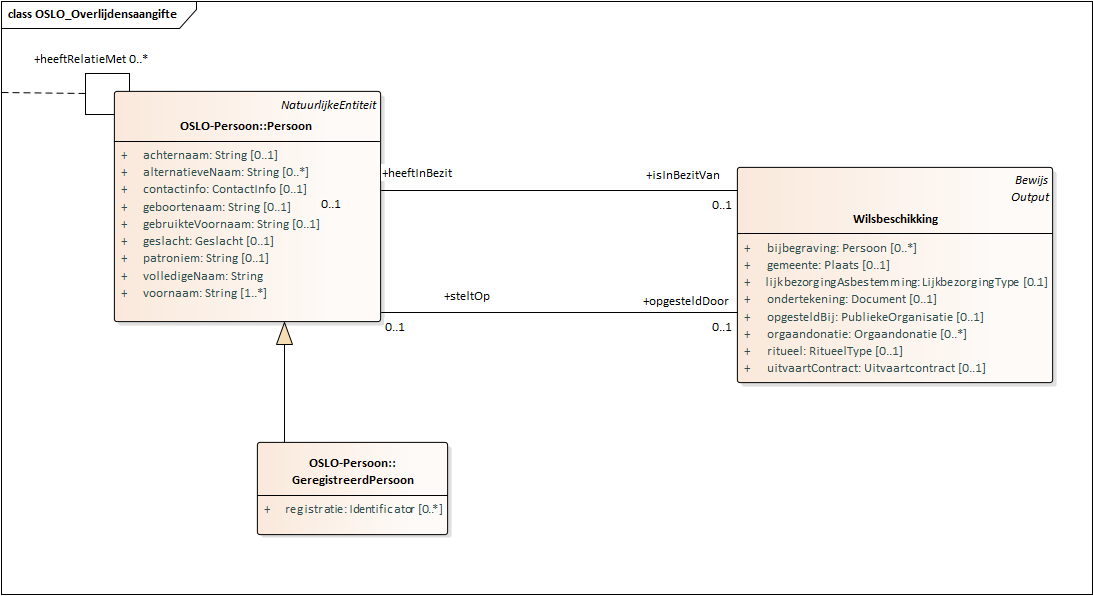 class OSLO_Overlijdensaangifte
+heeftRelatieMet 0..*
NatuurlijkeEntiteit
OSLO-Persoon::Persoon
+ achternaam: String [0..1]
+ alternatieveNaam: String [0..*]
+ contactinfo: ContactInfo [0..1]
+ geboortenaam: String [0..1]
+ gebruikteVoornaam: String [0..1]
+ geslacht: Geslacht [0..1]
+ patroniem: String [0..1]
+ volledigeNaam: String
+ voornaam: String [1..*]
0..1
+heeftInBezit
+isInBezitVan
0..1
+steltOp
+opgesteldDoor
0..1
0..1
Bewijs
Output
Wilsbeschikking
+ bijbegraving: Persoon [0..*]
+ gemeente: Plaats [0..1]
+ lijkbezorgingAsbestemming: LijkbezorgingType [0.1]
+ ondertekening: Document [0..1]
+ opgesteldBij: PubliekeOrganisatie [0..1]
+ orgaandonatie: Orgaandonatie [0..*]
+ ritueel: RitueelType [0..1]
+ uitvaartContract: Uitvaartcontract [0..1]
OSLO-Persoon::
GeregistreerdPersoon
+ registratie: Identificator [0..*]